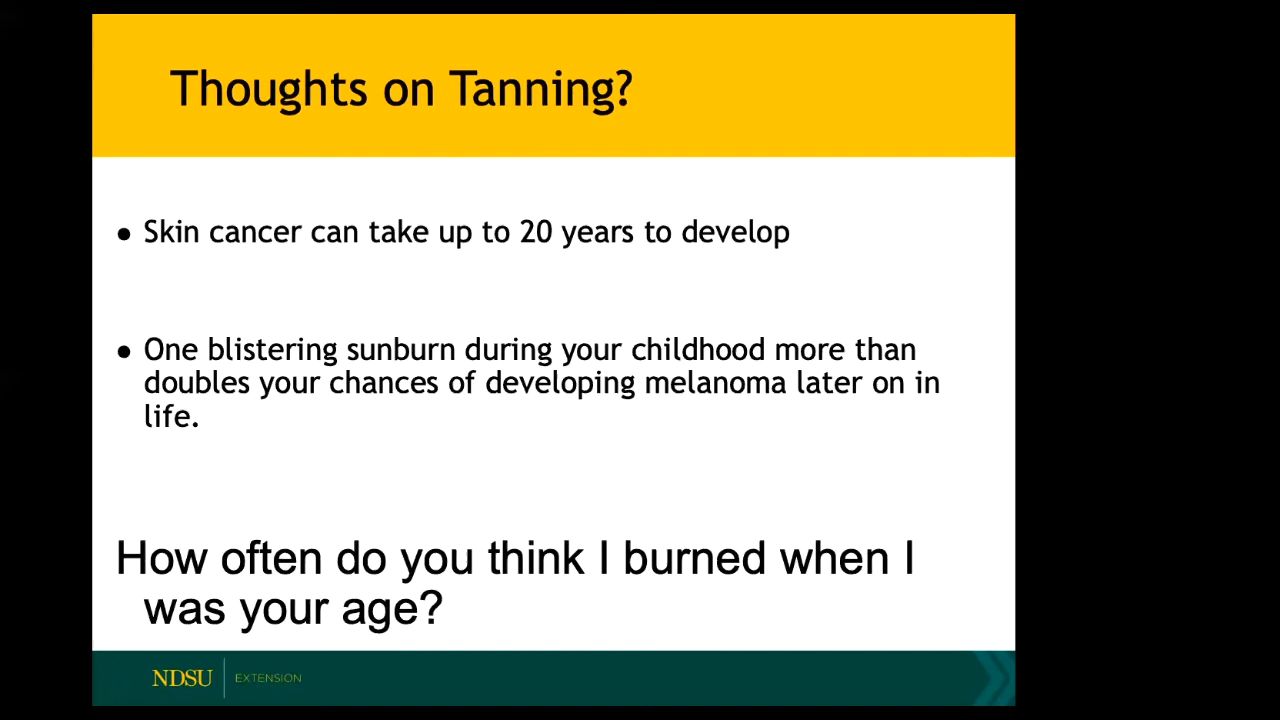 Thoughts on Tanning?
● Skin cancer can take up to 20 years to develop
● One blistering sunburn during your childhood more than
doubles your chances of developing melanoma later on in
life.
How often do you think I burned when I
was your age?
NDSU EXTENSION